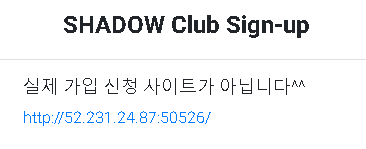 SHADOW Club Sign-up
실제 가입 신청 사이트가 아닙니다^^
http://52.231.24.87:50526/